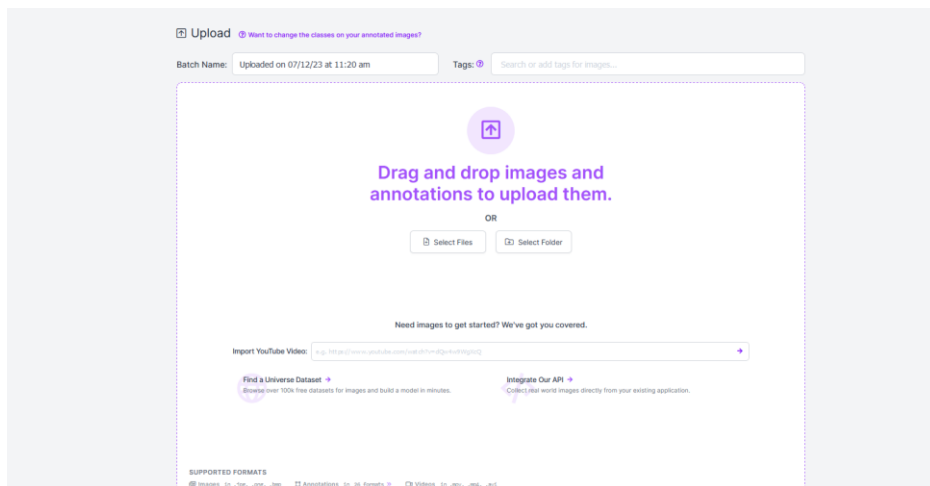 Upload Want to change the classes on your annotated images?
Batch Name: Uploaded on 07/12/23 at 11:20 am Tags: Search or add tags for images...
Drag and drop images and
annotations to upload them.
OR
Select Files Select Folder
Need images to get started? We've got you covered.
Import YouTube Video: e.g.
Find a Universe Dataset → Integrate Our API →
Browse over 100k free datasets for images and build a model in minutes. Collect real world images directly from your existing application.
SUPPORTED FORMATS
Images in Annotations in Videos in